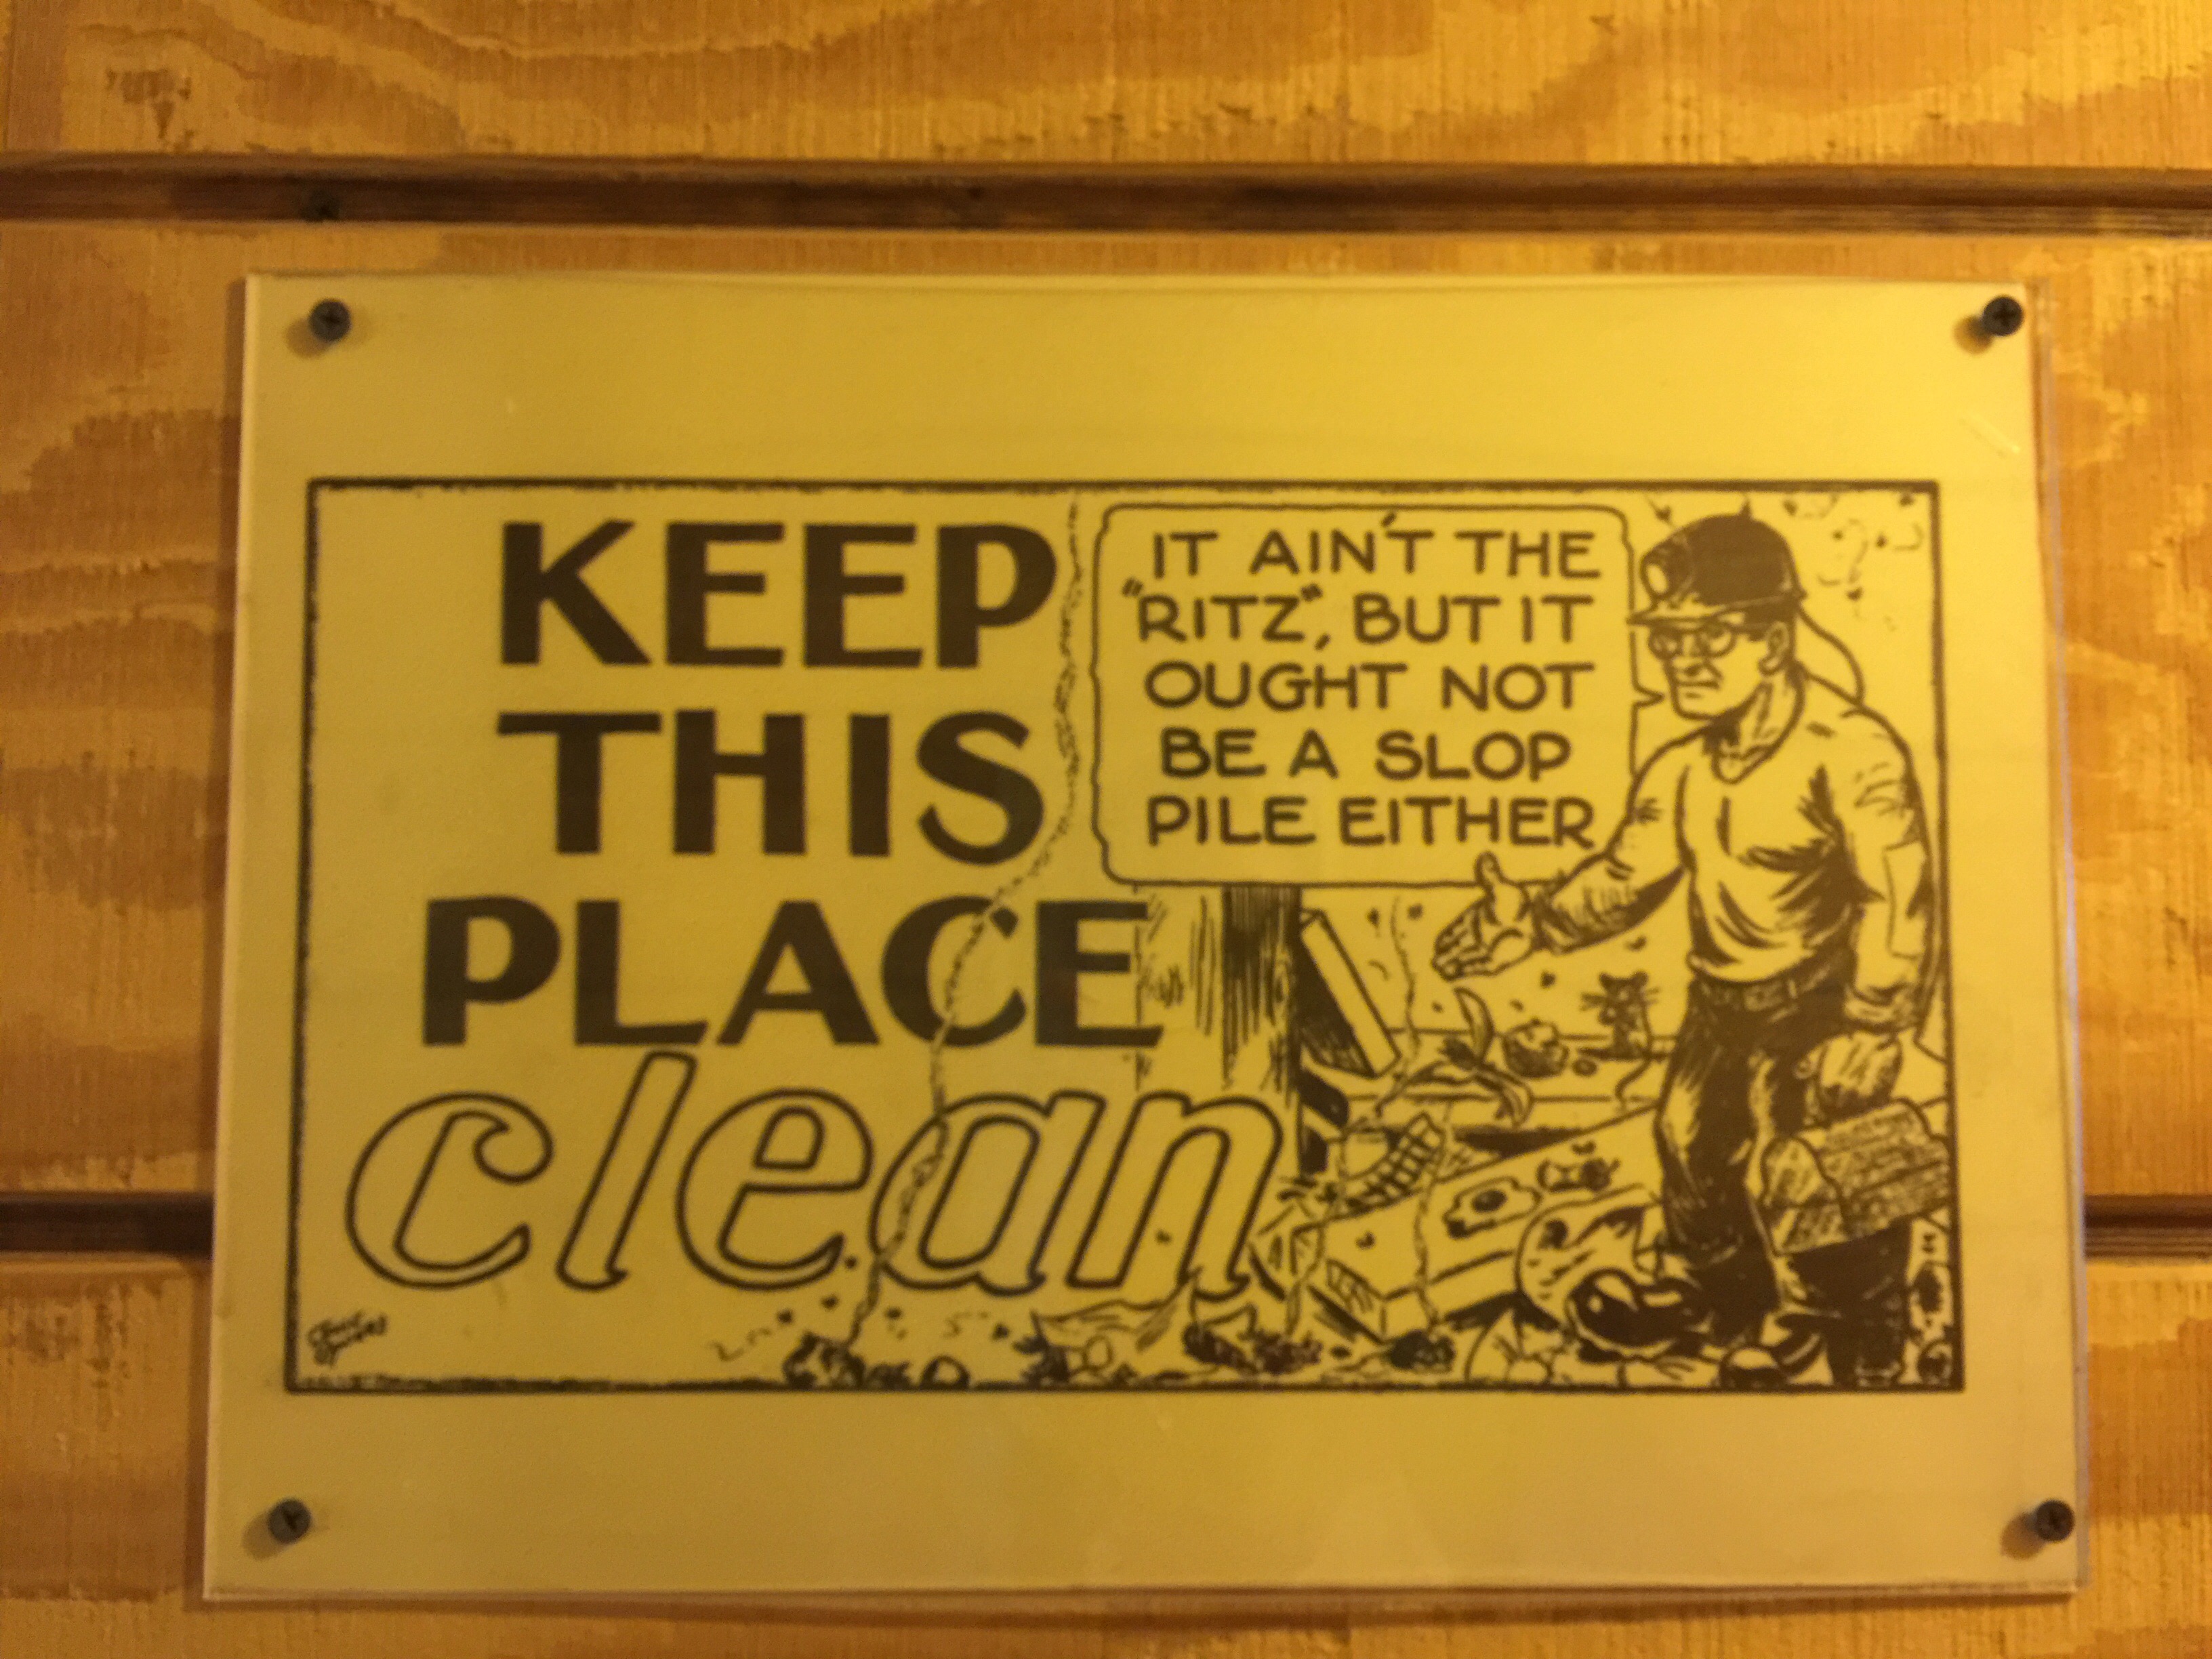 KEEP
THIS
PLACE
clean
IT AIN'T THE
"RITZ", BUT IT
OUGHT NOT
BE A SLOP
PILE EITHER